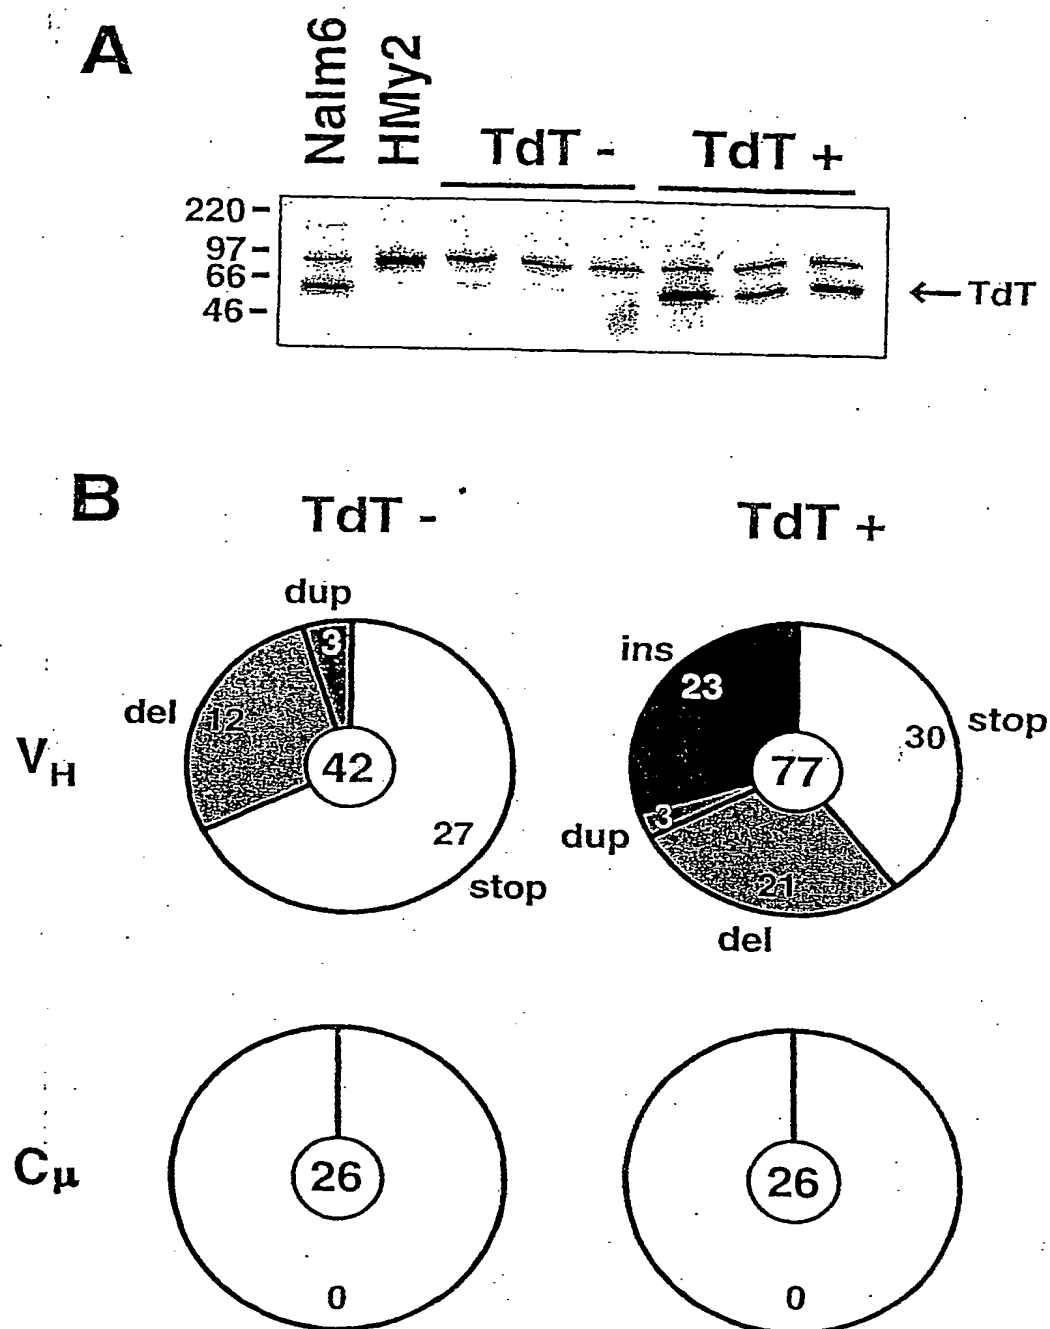 A
Nalm6
HMy2
TdT -
TdT +
220
97
66
46
← TdT
B
TdT -
TdT +
dup
3
del
12
42
27
stop
VH
ins
23
30
stop
77
dup
3
21
del
Cμ
26
0
26
0